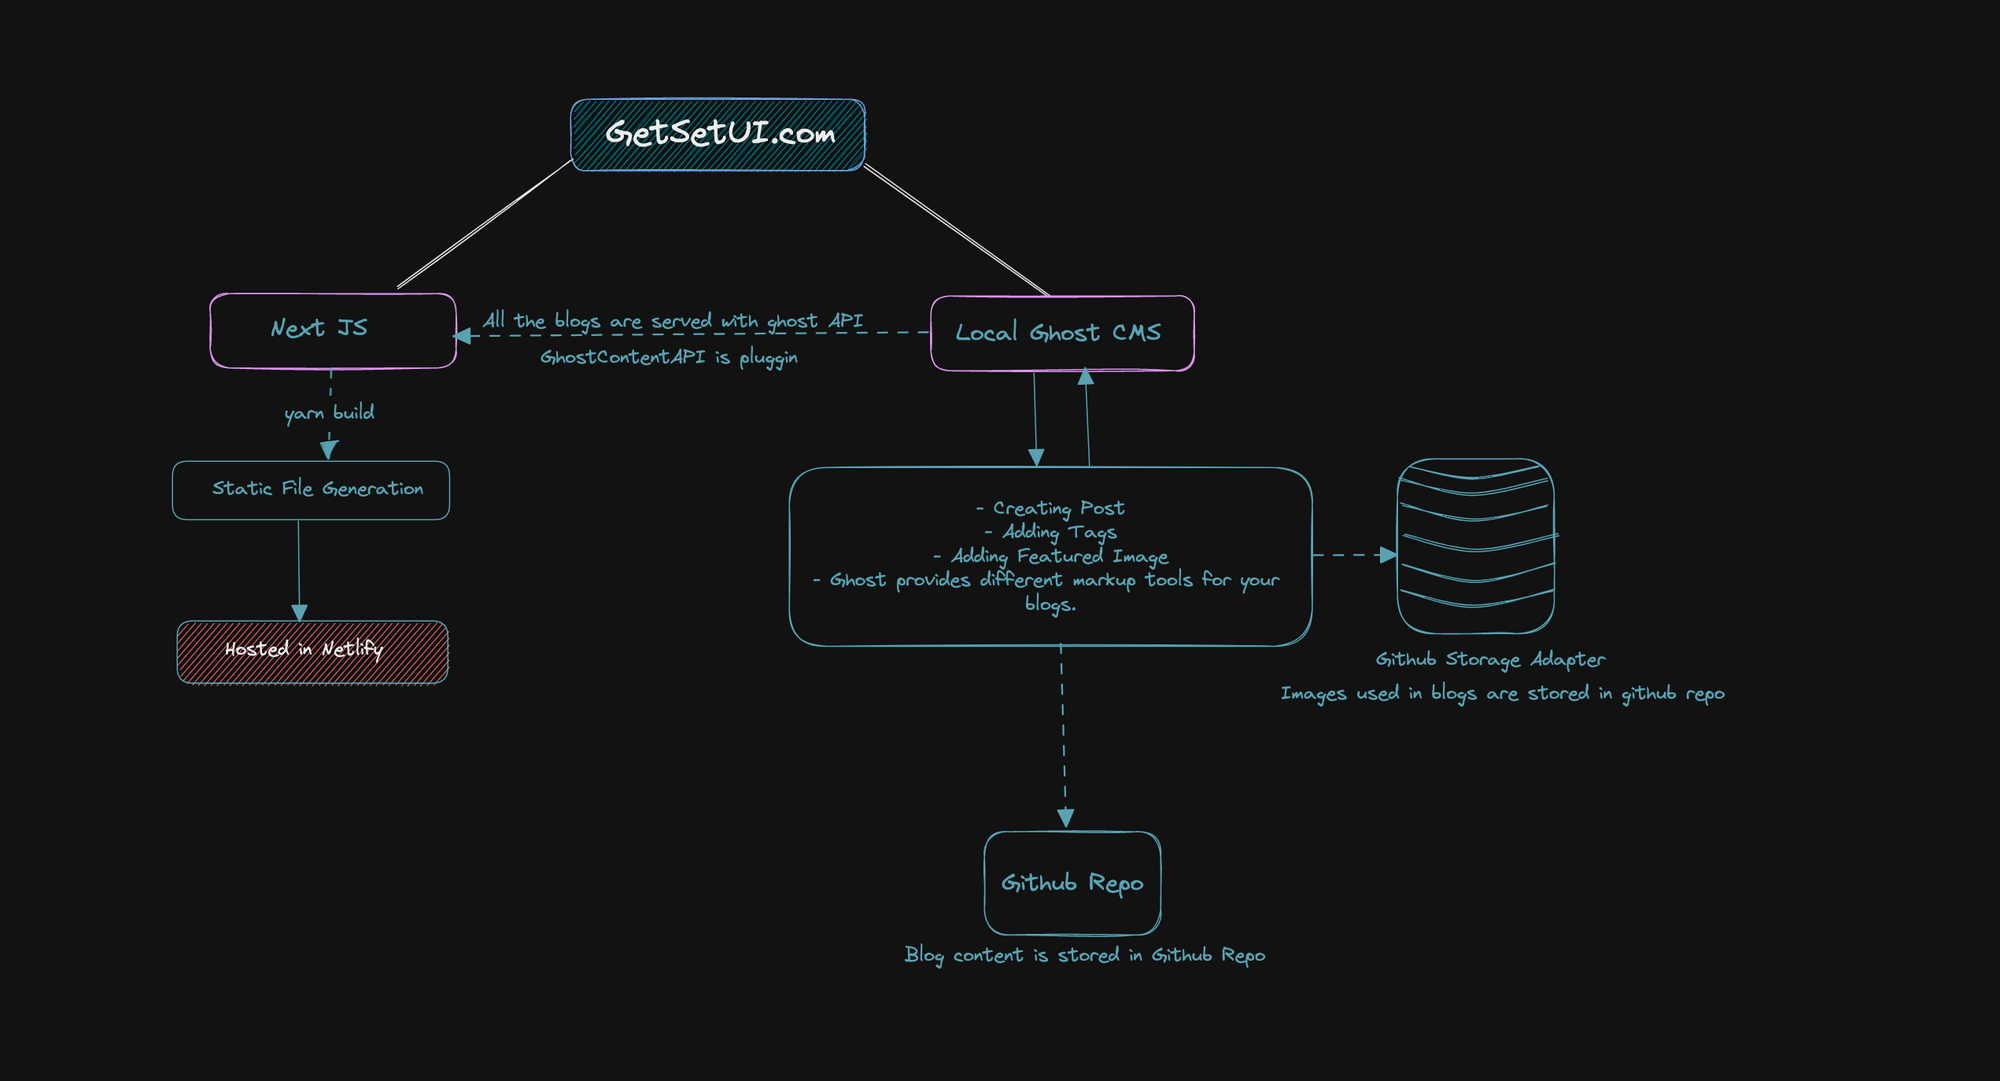 GetSetUI.com
Next JS
All the blogs are served with ghost API
GhostContentAPI is pluggin
Local Ghost CMS
yarn build
Static File Generation
Hosted in Netlify
- Creating Post
- Adding Tags
- Adding Featured Image
- Ghost provides different markup tools for your
blogs.
Github Storage Adapter
Images used in blogs are stored in github repo
Github Repo
Blog content is stored in Github Repo